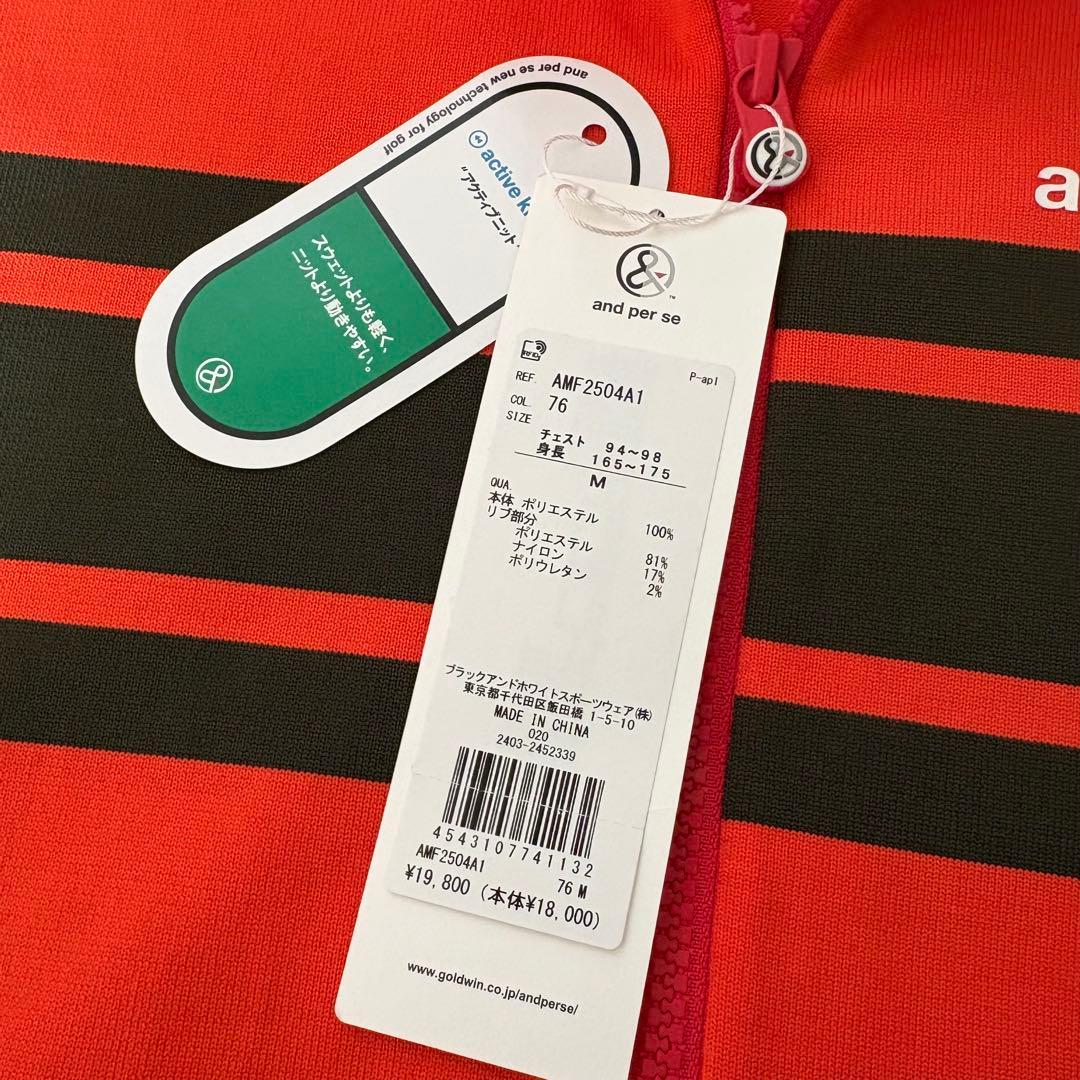 and per se new technology for golf
active
"アクティブニット
スウェットよりも軽く、
ニットより動きやすい。
&
a
&
and per se
RFID
P-apl
REF. AMF2504A1
COL. 76
SIZE
チェスト 94～98
身長 165～175
M
QUA.
本体 ポリエステル 100%
リブ部分
ポリエステル 81%
ナイロン 17%
ポリウレタン 2%
ブラックアンドホワイトスポーツウェア(株)
東京都千代田区飯田橋 1-5-10
MADE IN CHINA
020
2403-2452339
4543107741132
AMF2504A1 76 M
¥19,800 (本体¥18,000)
www.goldwin.co.jp/andperse/